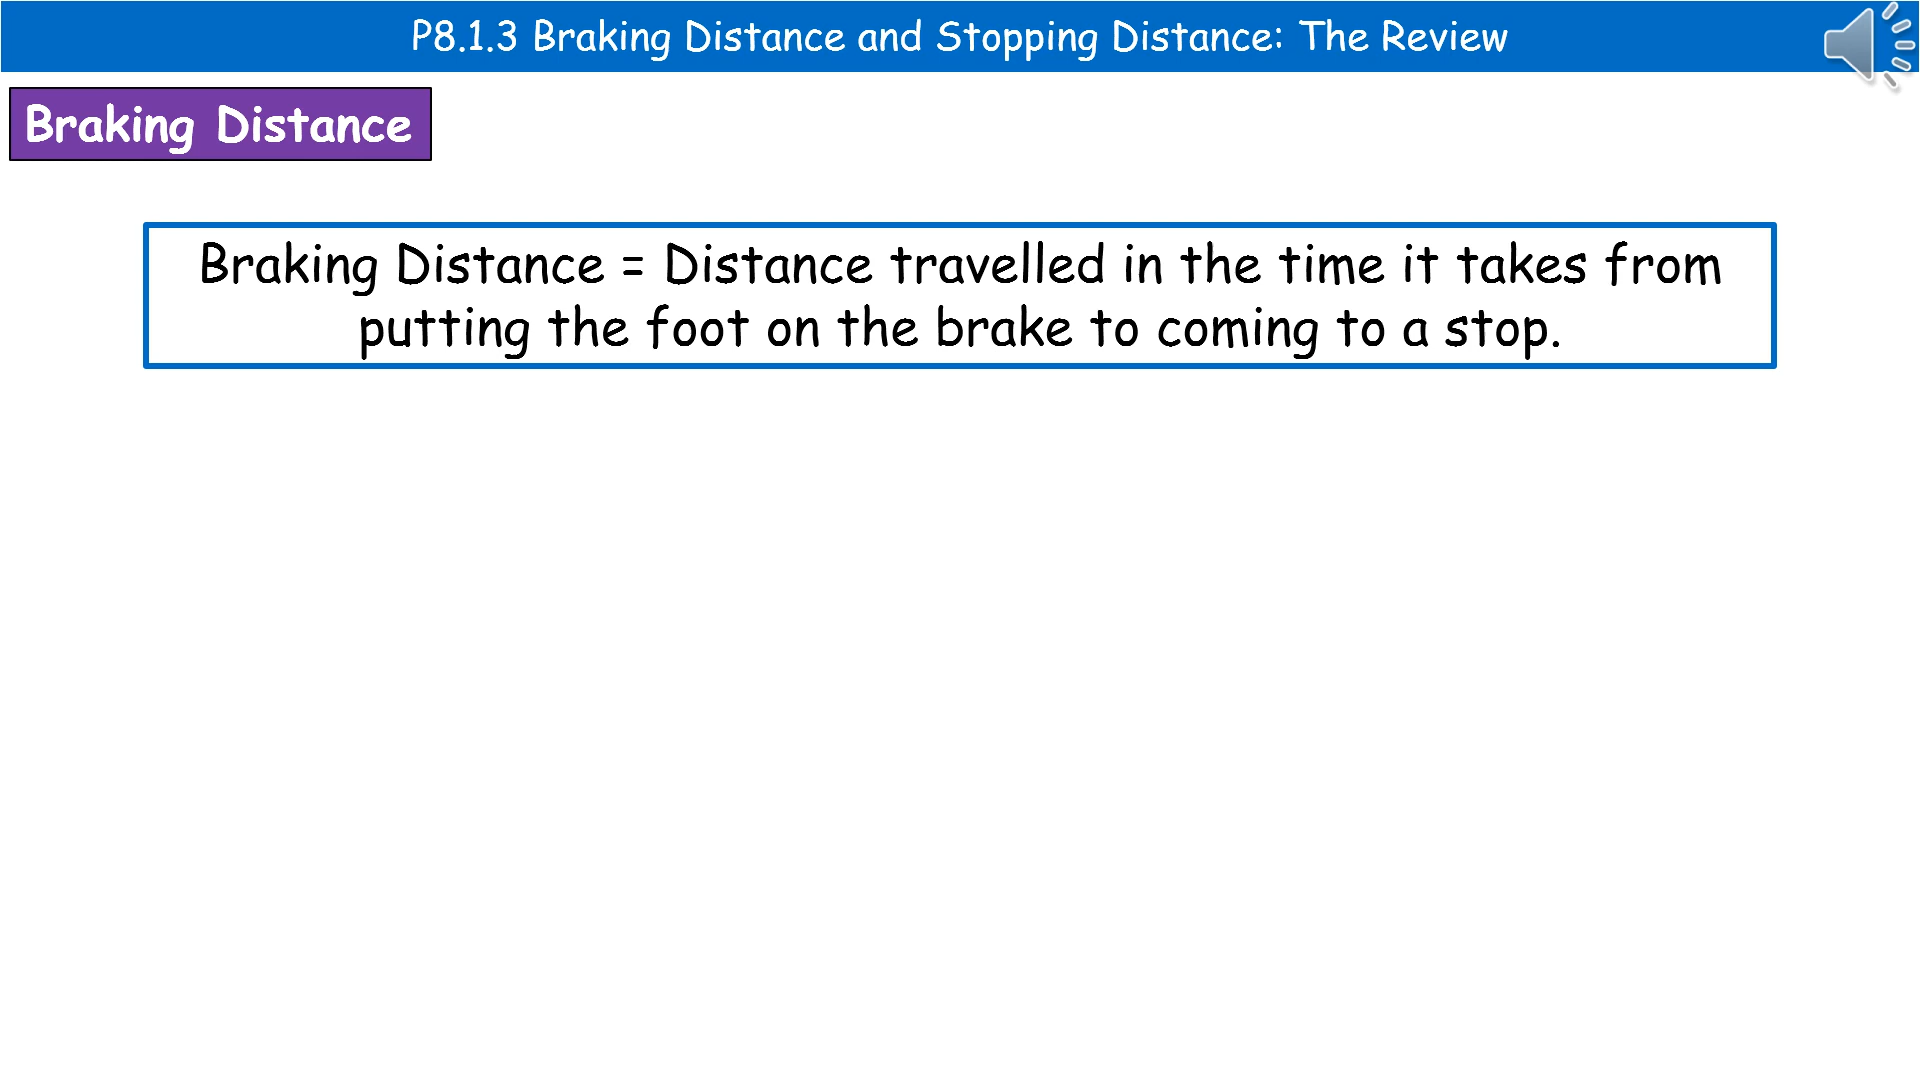 P8.1.3 Braking Distance and Stopping Distance: The Review
Braking Distance
Braking Distance = Distance travelled in the time it takes from
putting the foot on the brake to coming to a stop.